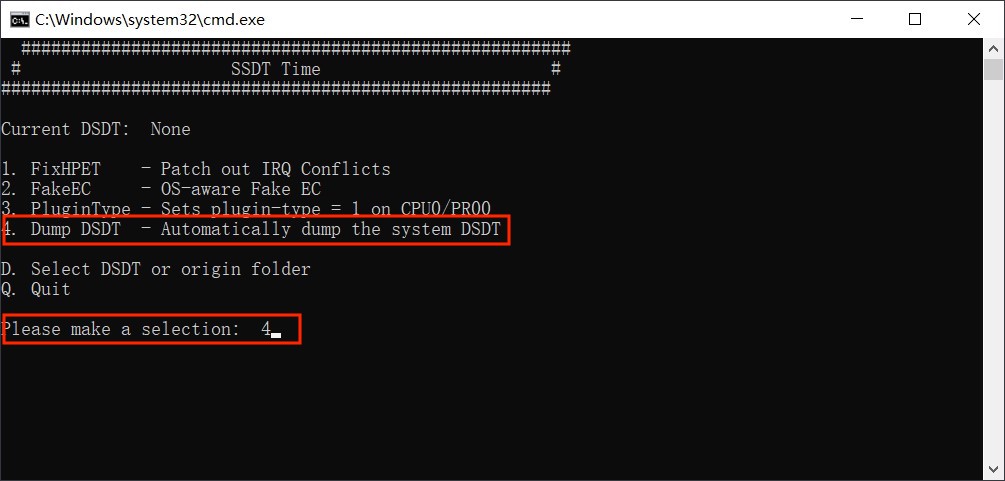 C:\Windows\system32\cmd.exe
#######################################################
# SSDT Time #
#######################################################
Current DSDT: None
1. FixHPET - Patch out IRQ Conflicts
2. FakeEC - OS-aware Fake EC
3. PluginType - Sets plugin-type = 1 on CPU0/PR00
4. Dump DSDT - Automatically dump the system DSDT
D. Select DSDT or origin folder
Q. Quit
Please make a selection: 4